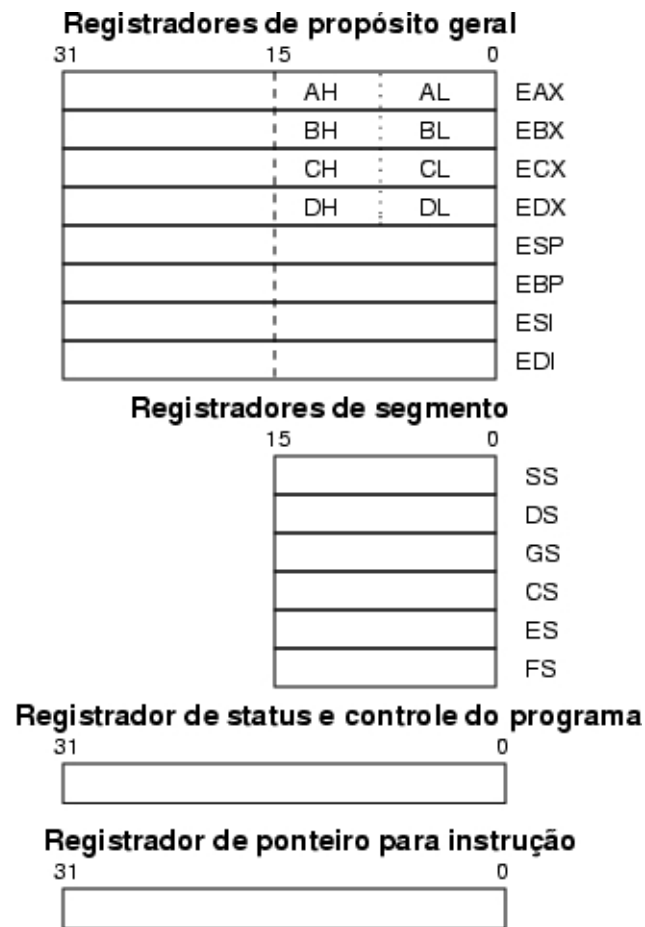 Registradores de propósito geral
31 15 0
AH AL EAX
BH BL EBX
CH CL ECX
DH DL EDX
ESP
EBP
ESI
EDI
Registradores de segmento
15 0
SS
DS
GS
CS
ES
FS
Registrador de status e controle do programa
31 0
Registrador de ponteiro para instrução
31 0